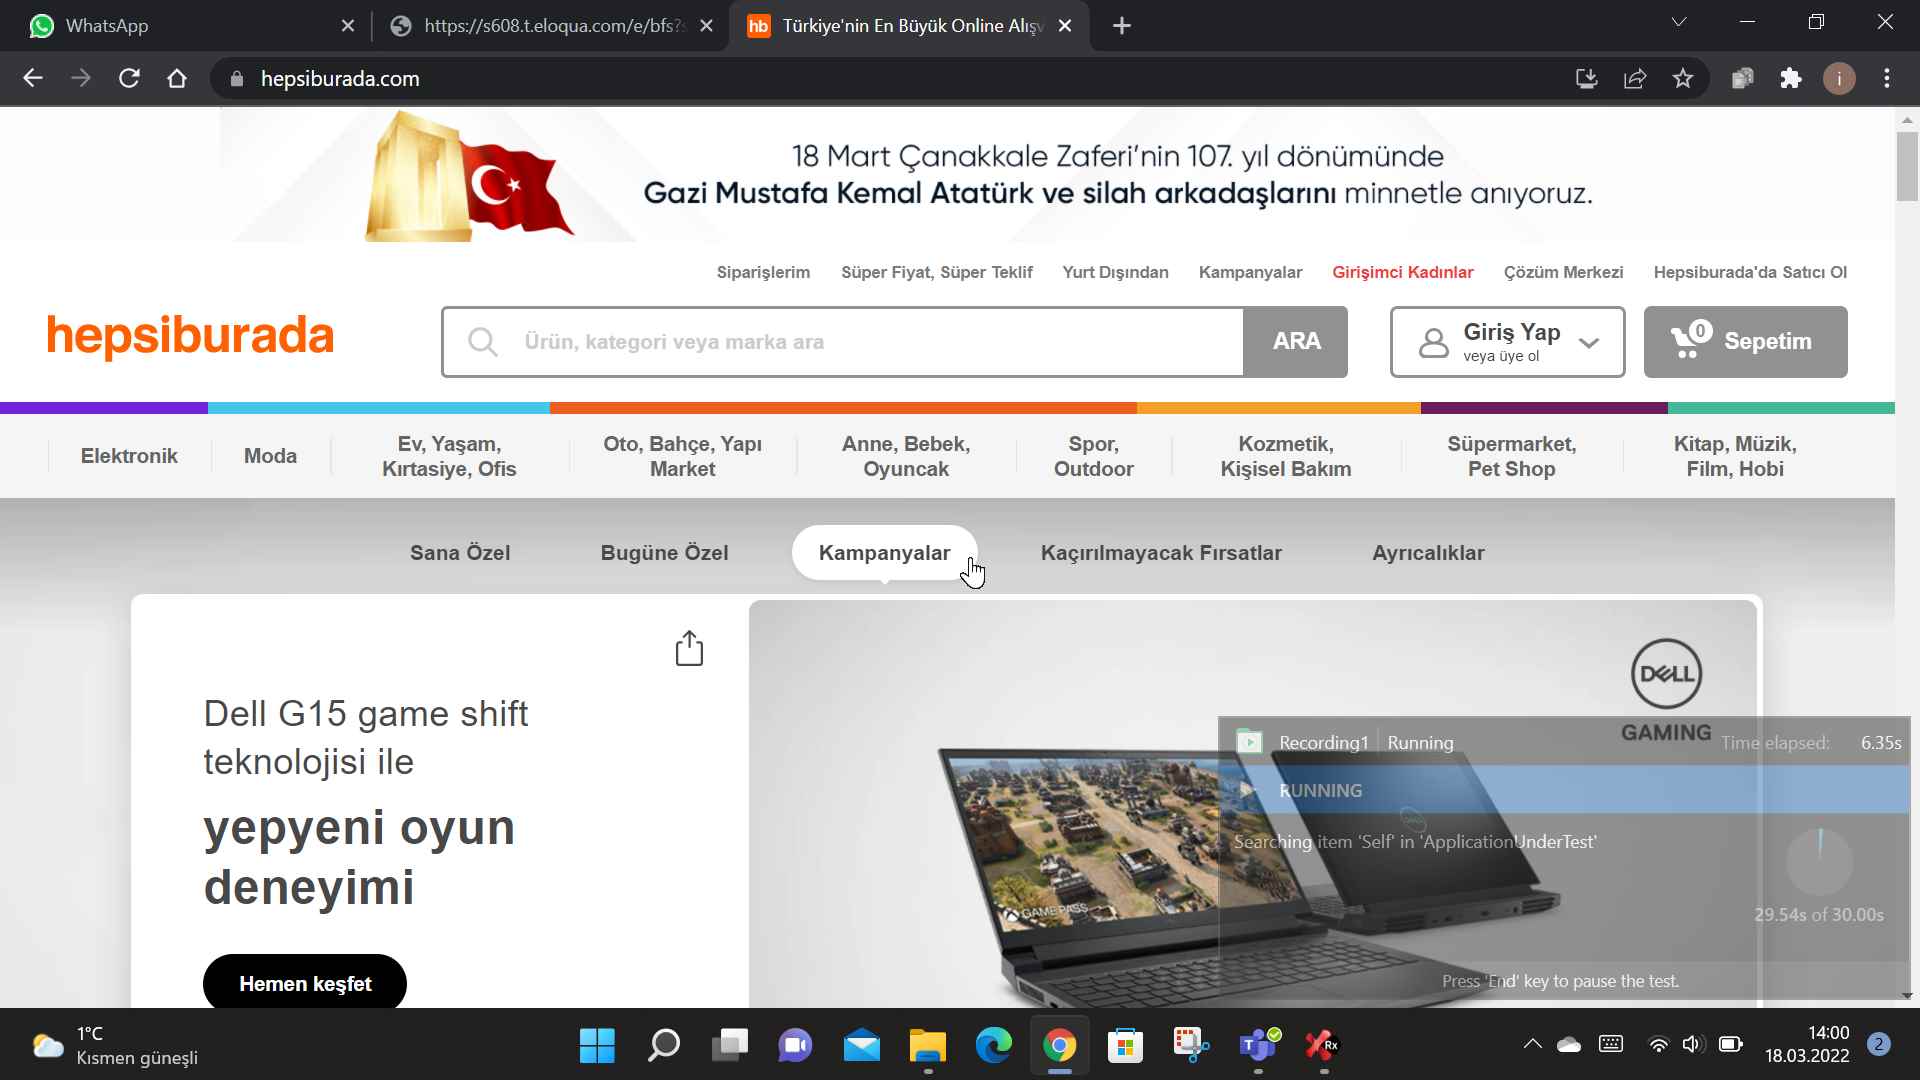 WhatsApp
https://s608.t.eloqua.com/e/bfs?s
hb Türkiye'nin En Büyük Online Alışv
hepsiburada.com
i
18 Mart Çanakkale Zaferi'nin 107. yıl dönümünde
Gazi Mustafa Kemal Atatürk ve silah arkadaşlarını minnetle anıyoruz.
Siparişlerim Süper Fiyat, Süper Teklif Yurt Dışından Kampanyalar Girişimci Kadınlar Çözüm Merkezi Hepsiburada'da Satıcı Ol
hepsiburada
Ürün, kategori veya marka ara
ARA
Giriş Yap
veya üye ol
0
Sepetim
Elektronik
Moda
Ev, Yaşam,
Kırtasiye, Ofis
Oto, Bahçe, Yapı
Market
Anne, Bebek,
Oyuncak
Spor,
Outdoor
Kozmetik,
Kişisel Bakım
Süpermarket,
Pet Shop
Kitap, Müzik,
Film, Hobi
Sana Özel Bugüne Özel Kampanyalar Kaçırılmayacak Fırsatlar Ayrıcalıklar
Dell G15 game shift
teknolojisi ile
yepyeni oyun
deneyimi
Hemen keşfet
DELL
GAMING
GAME PASS
DELL
Recording1 Running Time elapsed: 6.35s
RUNNING
Searching item 'Self' in 'ApplicationUnderTest'
29.54s of 30.00s
Press 'End' key to pause the test.
1°C
Kısmen güneşli
T
Rx
14:00
18.03.2022
2